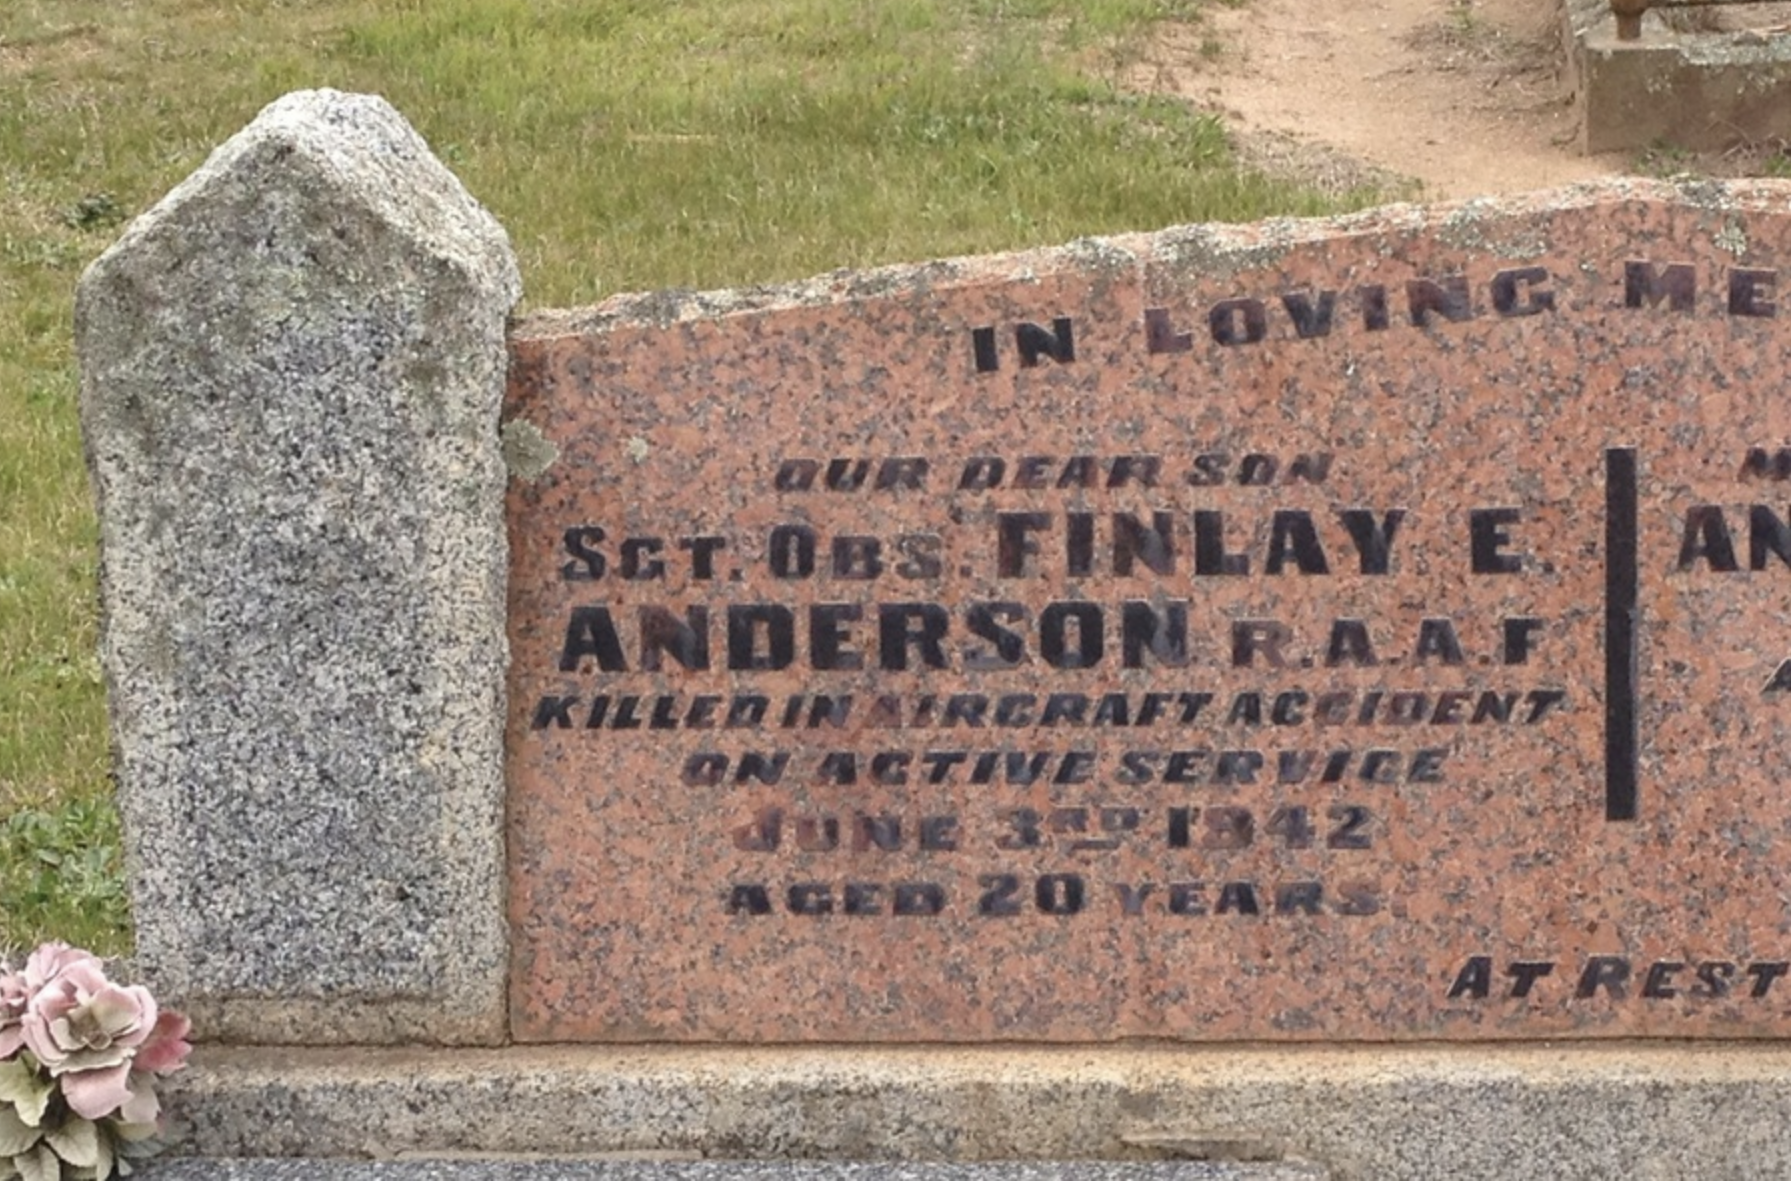 IN LOVING ME
OUR DEAR SON
SGT. OBS. FINLAY E.
ANDERSON R.A.A.F
KILLED IN AIRCRAFT ACCIDENT
ON ACTIVE SERVICE
JUNE 3RD 1942
AGED 20 YEARS.
AN
AT REST